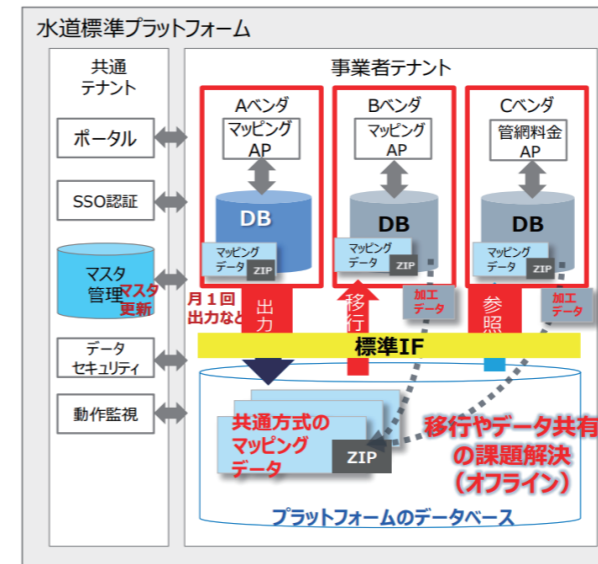 水道標準プラットフォーム
共通
テナント
ポータル
SSO認証
マスタ
管理
マスタ
更新
データ
セキュリティ
動作監視
事業者テナント
Aベンダ
マッピング
AP
DB
マッピング
データ
ZIP
Bベンダ
マッピング
AP
DB
マッピング
データ
ZIP
Cベンダ
管網料金
AP
DB
マッピング
データ
ZIP
月1回
出力など
出力
移行
加工
データ
参照
加工
データ
標準IF
共通方式の
マッピング
データ
ZIP
移行やデータ共有
の課題解決
（オフライン）
プラットフォームのデータベース